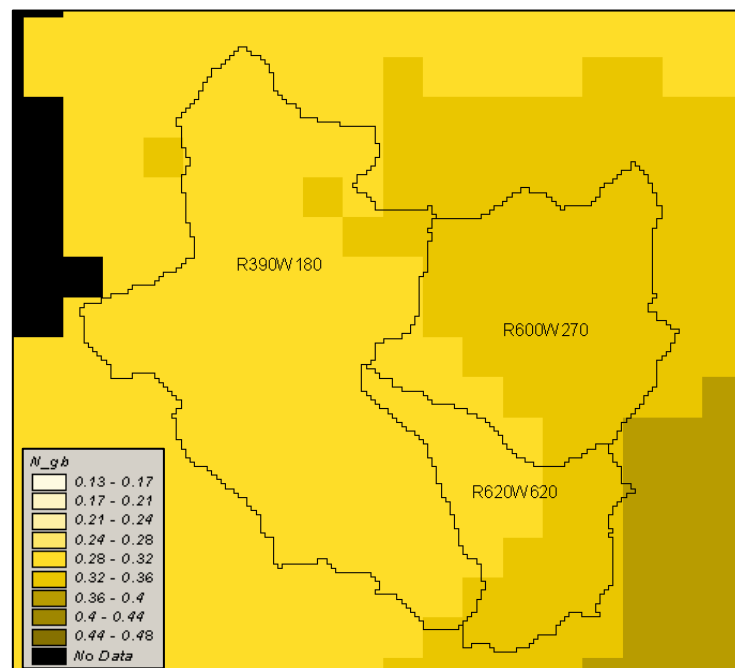 R390W180
R600W270
R620W620
N_gb
0.13 - 0.17
0.17 - 0.21
0.21 - 0.24
0.24 - 0.28
0.28 - 0.32
0.32 - 0.36
0.36 - 0.4
0.4 - 0.44
0.44 - 0.48
No Data